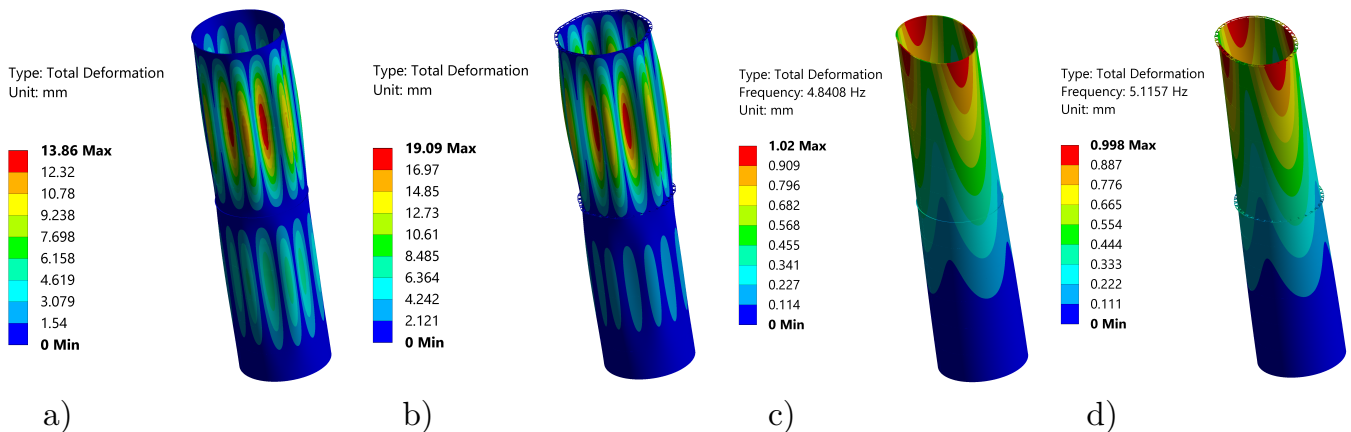 Type: Total Deformation
Unit: mm
13.86 Max
12.32
10.78
9.238
7.698
6.158
4.619
3.079
1.54
0 Min
a)
Type: Total Deformation
Unit: mm
19.09 Max
16.97
14.85
12.73
10.61
8.485
6.364
4.242
2.121
0 Min
b)
Type: Total Deformation
Frequency: 4.8408 Hz
Unit: mm
1.02 Max
0.909
0.796
0.682
0.568
0.455
0.341
0.227
0.114
0 Min
c)
Type: Total Deformation
Frequency: 5.1157 Hz
Unit: mm
0.998 Max
0.887
0.776
0.665
0.554
0.444
0.333
0.222
0.111
0 Min
d)